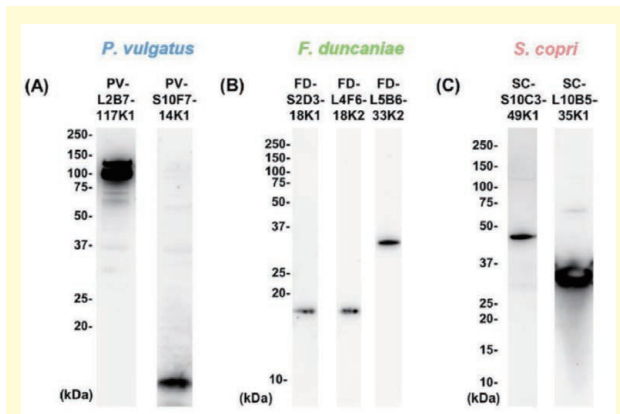 P. vulgatus
F. duncaniae
S. copri
(A)
PV-
L2B7-
117K1
PV-
S10F7-
14K1
250-
150-
100-
75-
50-
37-
25-
20-
(kDa)
(B)
FD-
S2D3-
18K1
FD-
L4F6-
18K2
FD-
L5B6-
33K2
250-
150-
100-
75-
50-
37-
25-
20-
10-
(kDa)
(C)
SC-
S10C3-
49K1
SC-
L10B5-
35K1
250-
150-
100-
75-
50-
37-
25-
20-
15-
10-
(kDa)